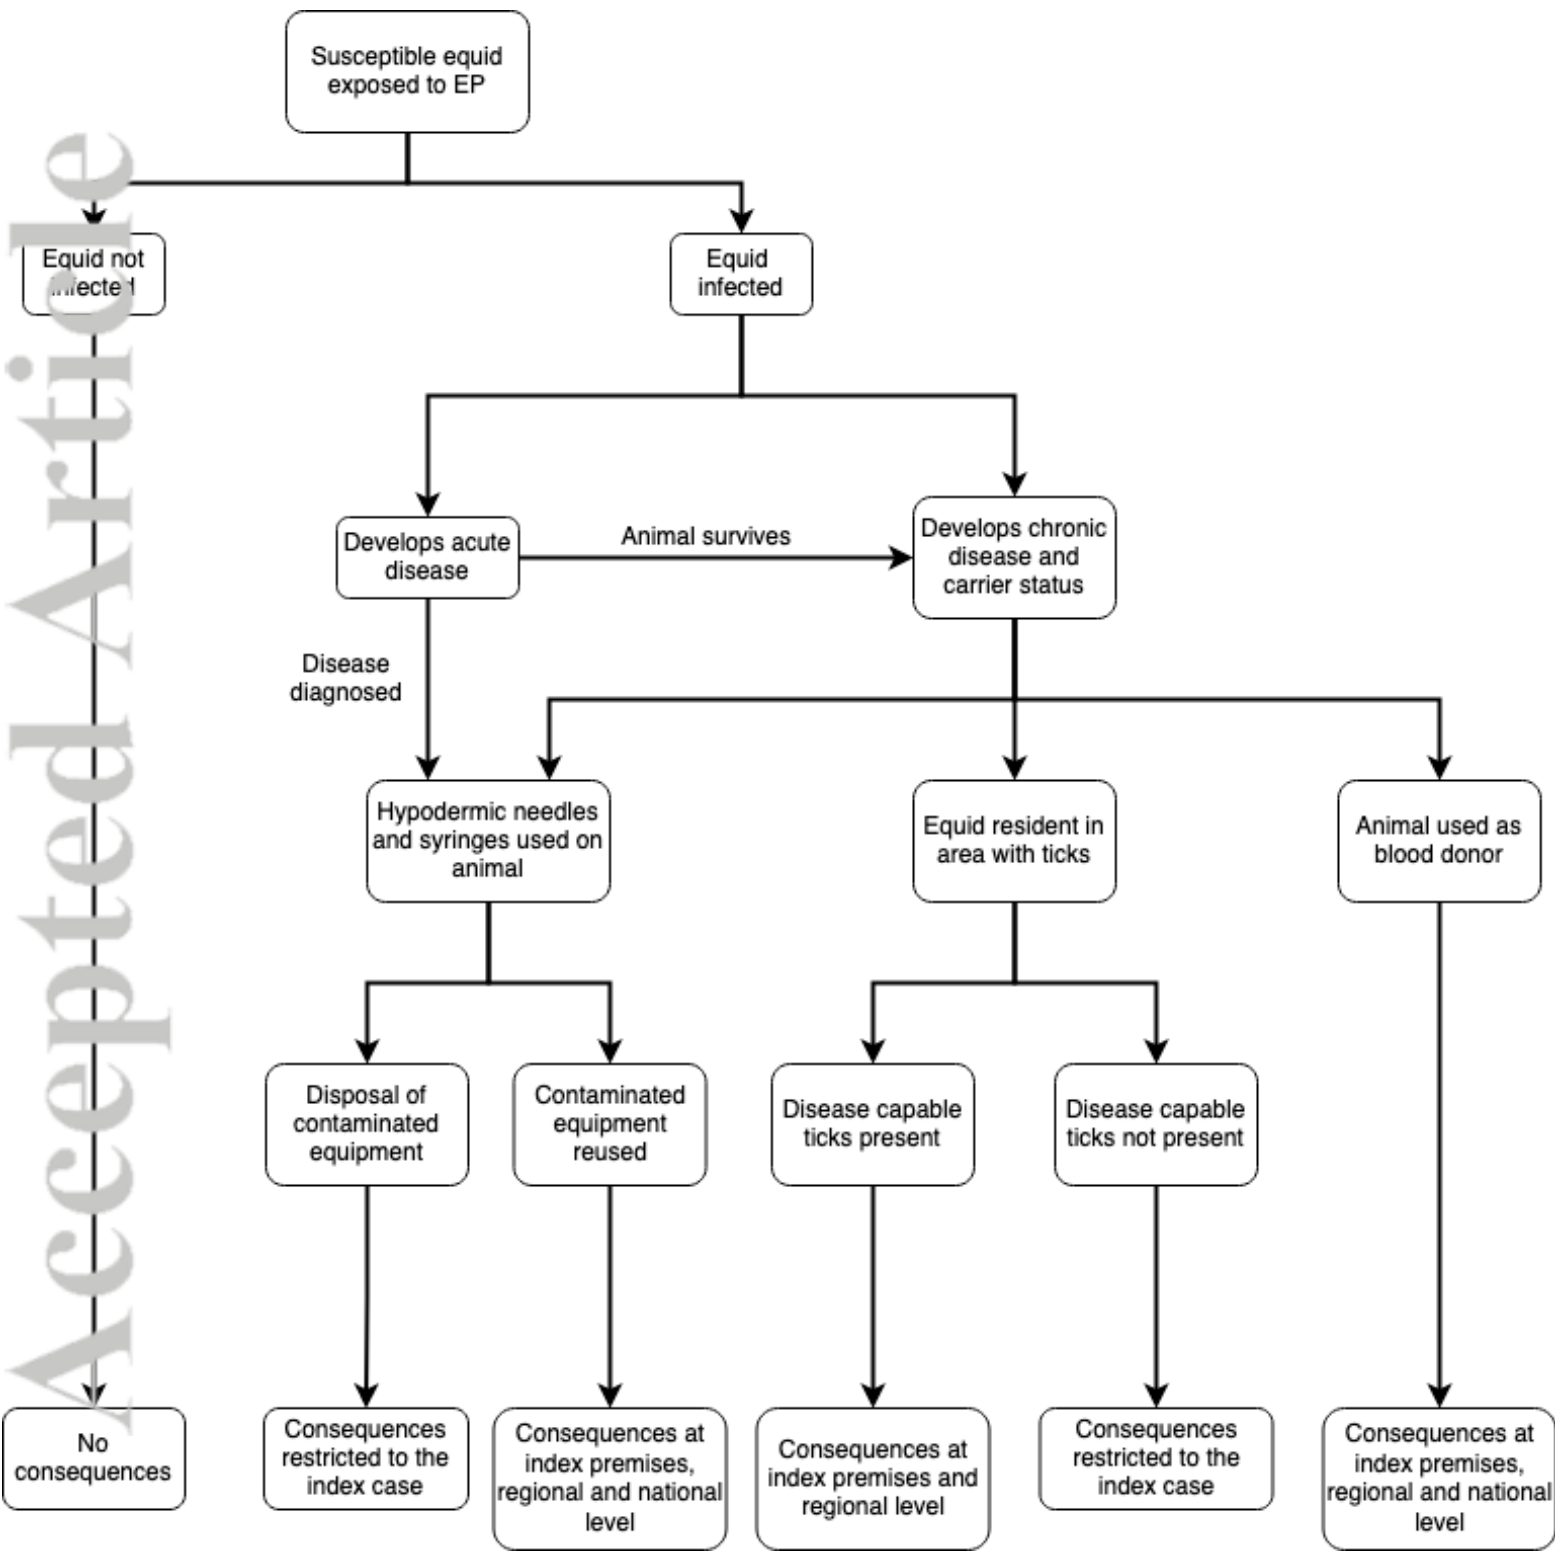 Susceptible equid
exposed to EP
Accepted Article
Equid not
infected
Equid
infected
Develops acute
disease
Animal survives
Develops chronic
disease and
carrier status
Disease
diagnosed
Hypodermic needles
and syringes used on
animal
Equid resident in
area with ticks
Animal used as
blood donor
Disposal of
contaminated
equipment
Contaminated
equipment
reused
Disease capable
ticks present
Disease capable
ticks not present
No
consequences
Consequences
restricted to the
index case
Consequences at
index premises,
regional and national
level
Consequences at
index premises and
regional level
Consequences
restricted to the
index case
Consequences at
index premises,
regional and national
level